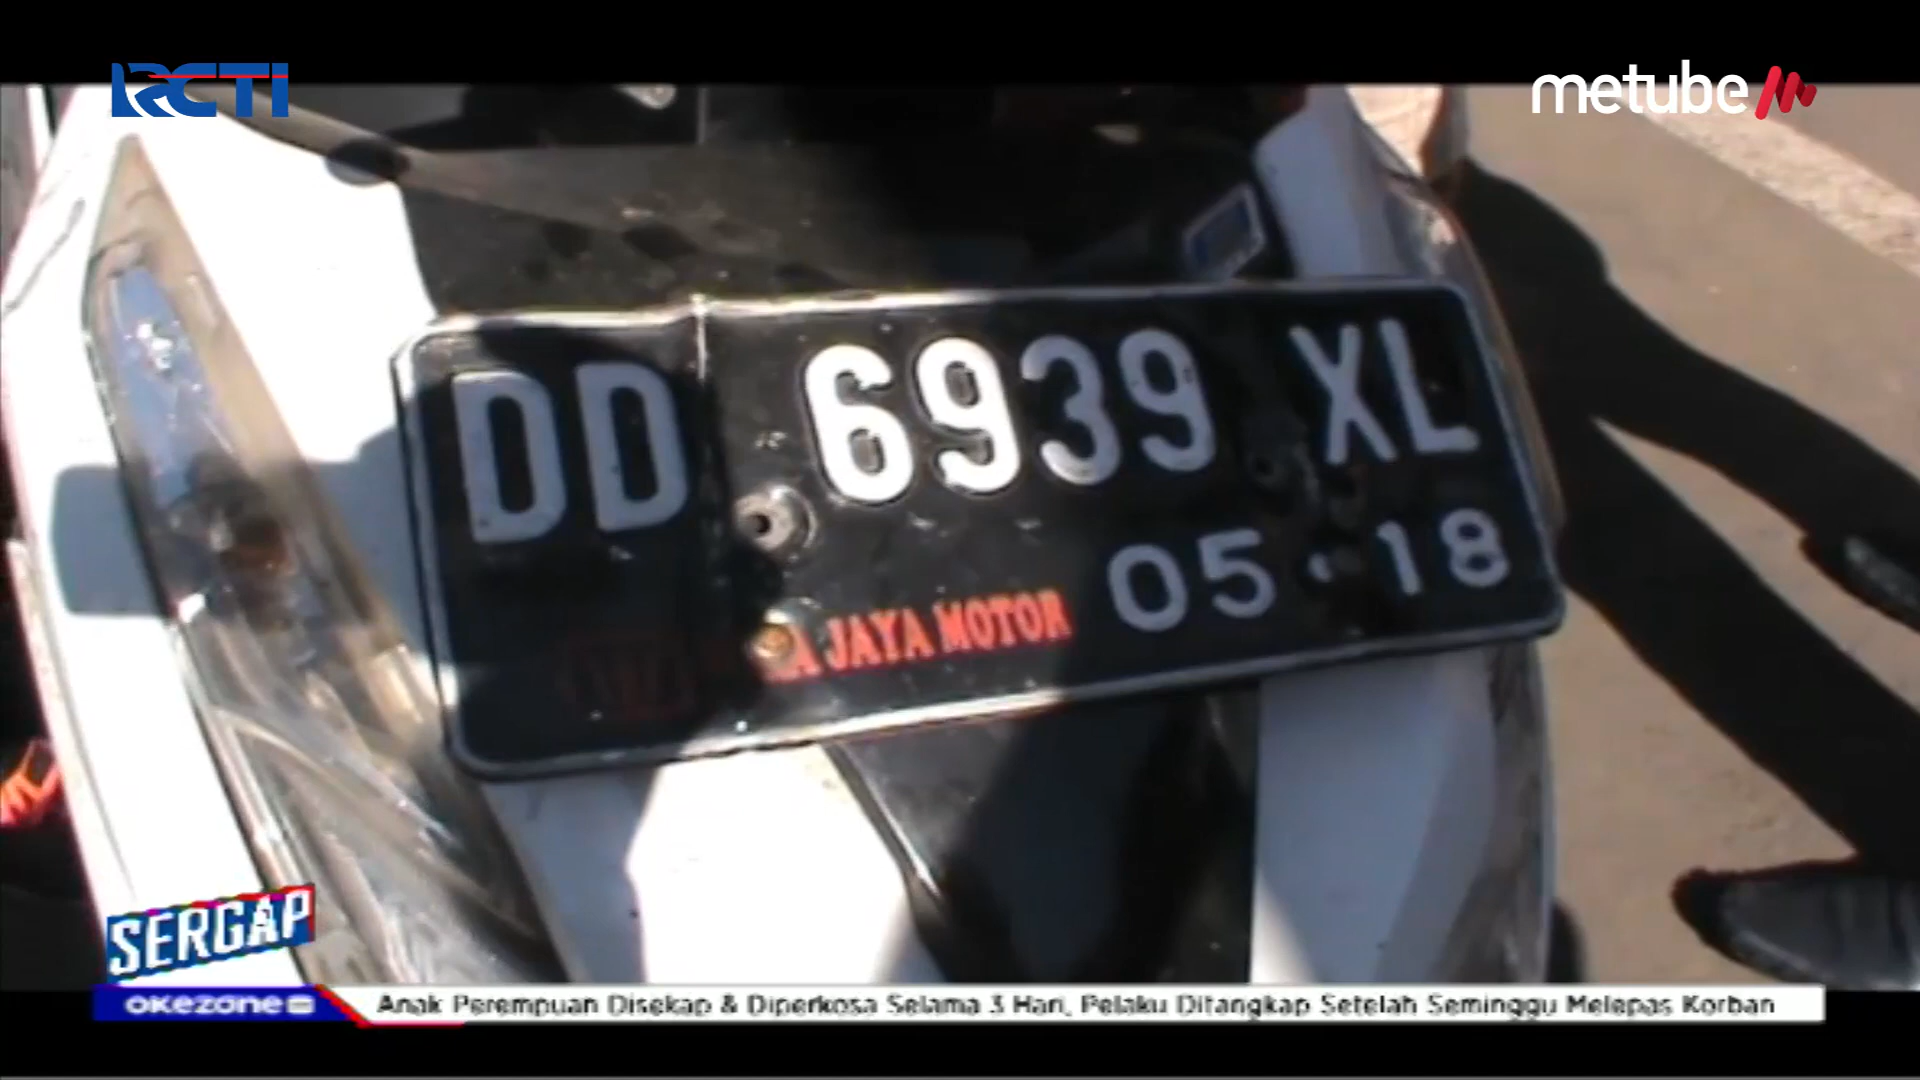 RCTI
metube
DD 6939 XL
05·18
JAYA MOTOR
SERGAP
okezone
Anak Perempuan Disekap & Diperkosa Selama 3 Hari, Pelaku Ditangkap Setelah Seminggu Melepas Korban